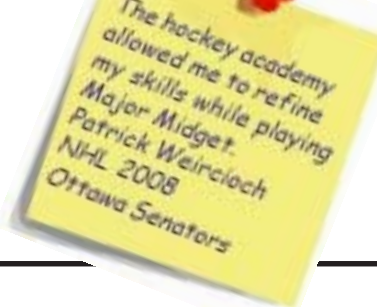 The hockey academy
allowed me to refine
my skills while playing
Major Midget.
Patrick Weircioch
NHL 2008
Ottawa Senators